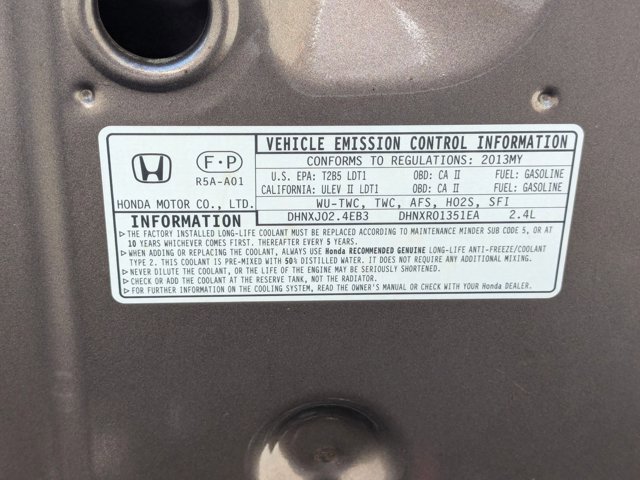 VEHICLE EMISSION CONTROL INFORMATION
CONFORMS TO REGULATIONS: 2013MY
F-P
R5A-A01
HONDA MOTOR CO., LTD.
U.S. EPA: T2B5 LDT1 OBD: CA II FUEL: GASOLINE
CALIFORNIA: ULEV II LDT1 OBD: CA II FUEL: GASOLINE
WU-TWC, TWC, AFS, HO2S, SFI
DHNXJ02.4EB3 DHNXR01351EA 2.4L
INFORMATION
▷THE FACTORY INSTALLED LONG-LIFE COOLANT MUST BE REPLACED ACCORDING TO MAINTENANCE MINDER SUB CODE 5, OR AT
10 YEARS WHICHEVER COMES FIRST. THEREAFTER EVERY 5 YEARS.
▷WHEN ADDING OR REPLACING THE COOLANT, ALWAYS USE Honda RECOMMENDED GENUINE LONG-LIFE ANTI-FREEZE/COOLANT
TYPE 2. THIS COOLANT IS PRE-MIXED WITH 50% DISTILLED WATER. IT DOES NOT REQUIRE ANY ADDITIONAL MIXING.
▷NEVER DILUTE THE COOLANT, OR THE LIFE OF THE ENGINE MAY BE SERIOUSLY SHORTENED.
▷CHECK OR ADD THE COOLANT AT THE RESERVE TANK, NOT THE RADIATOR.
▷FOR FURTHER INFORMATION ON THE COOLING SYSTEM, READ THE OWNER'S MANUAL OR CHECK WITH YOUR Honda DEALER.